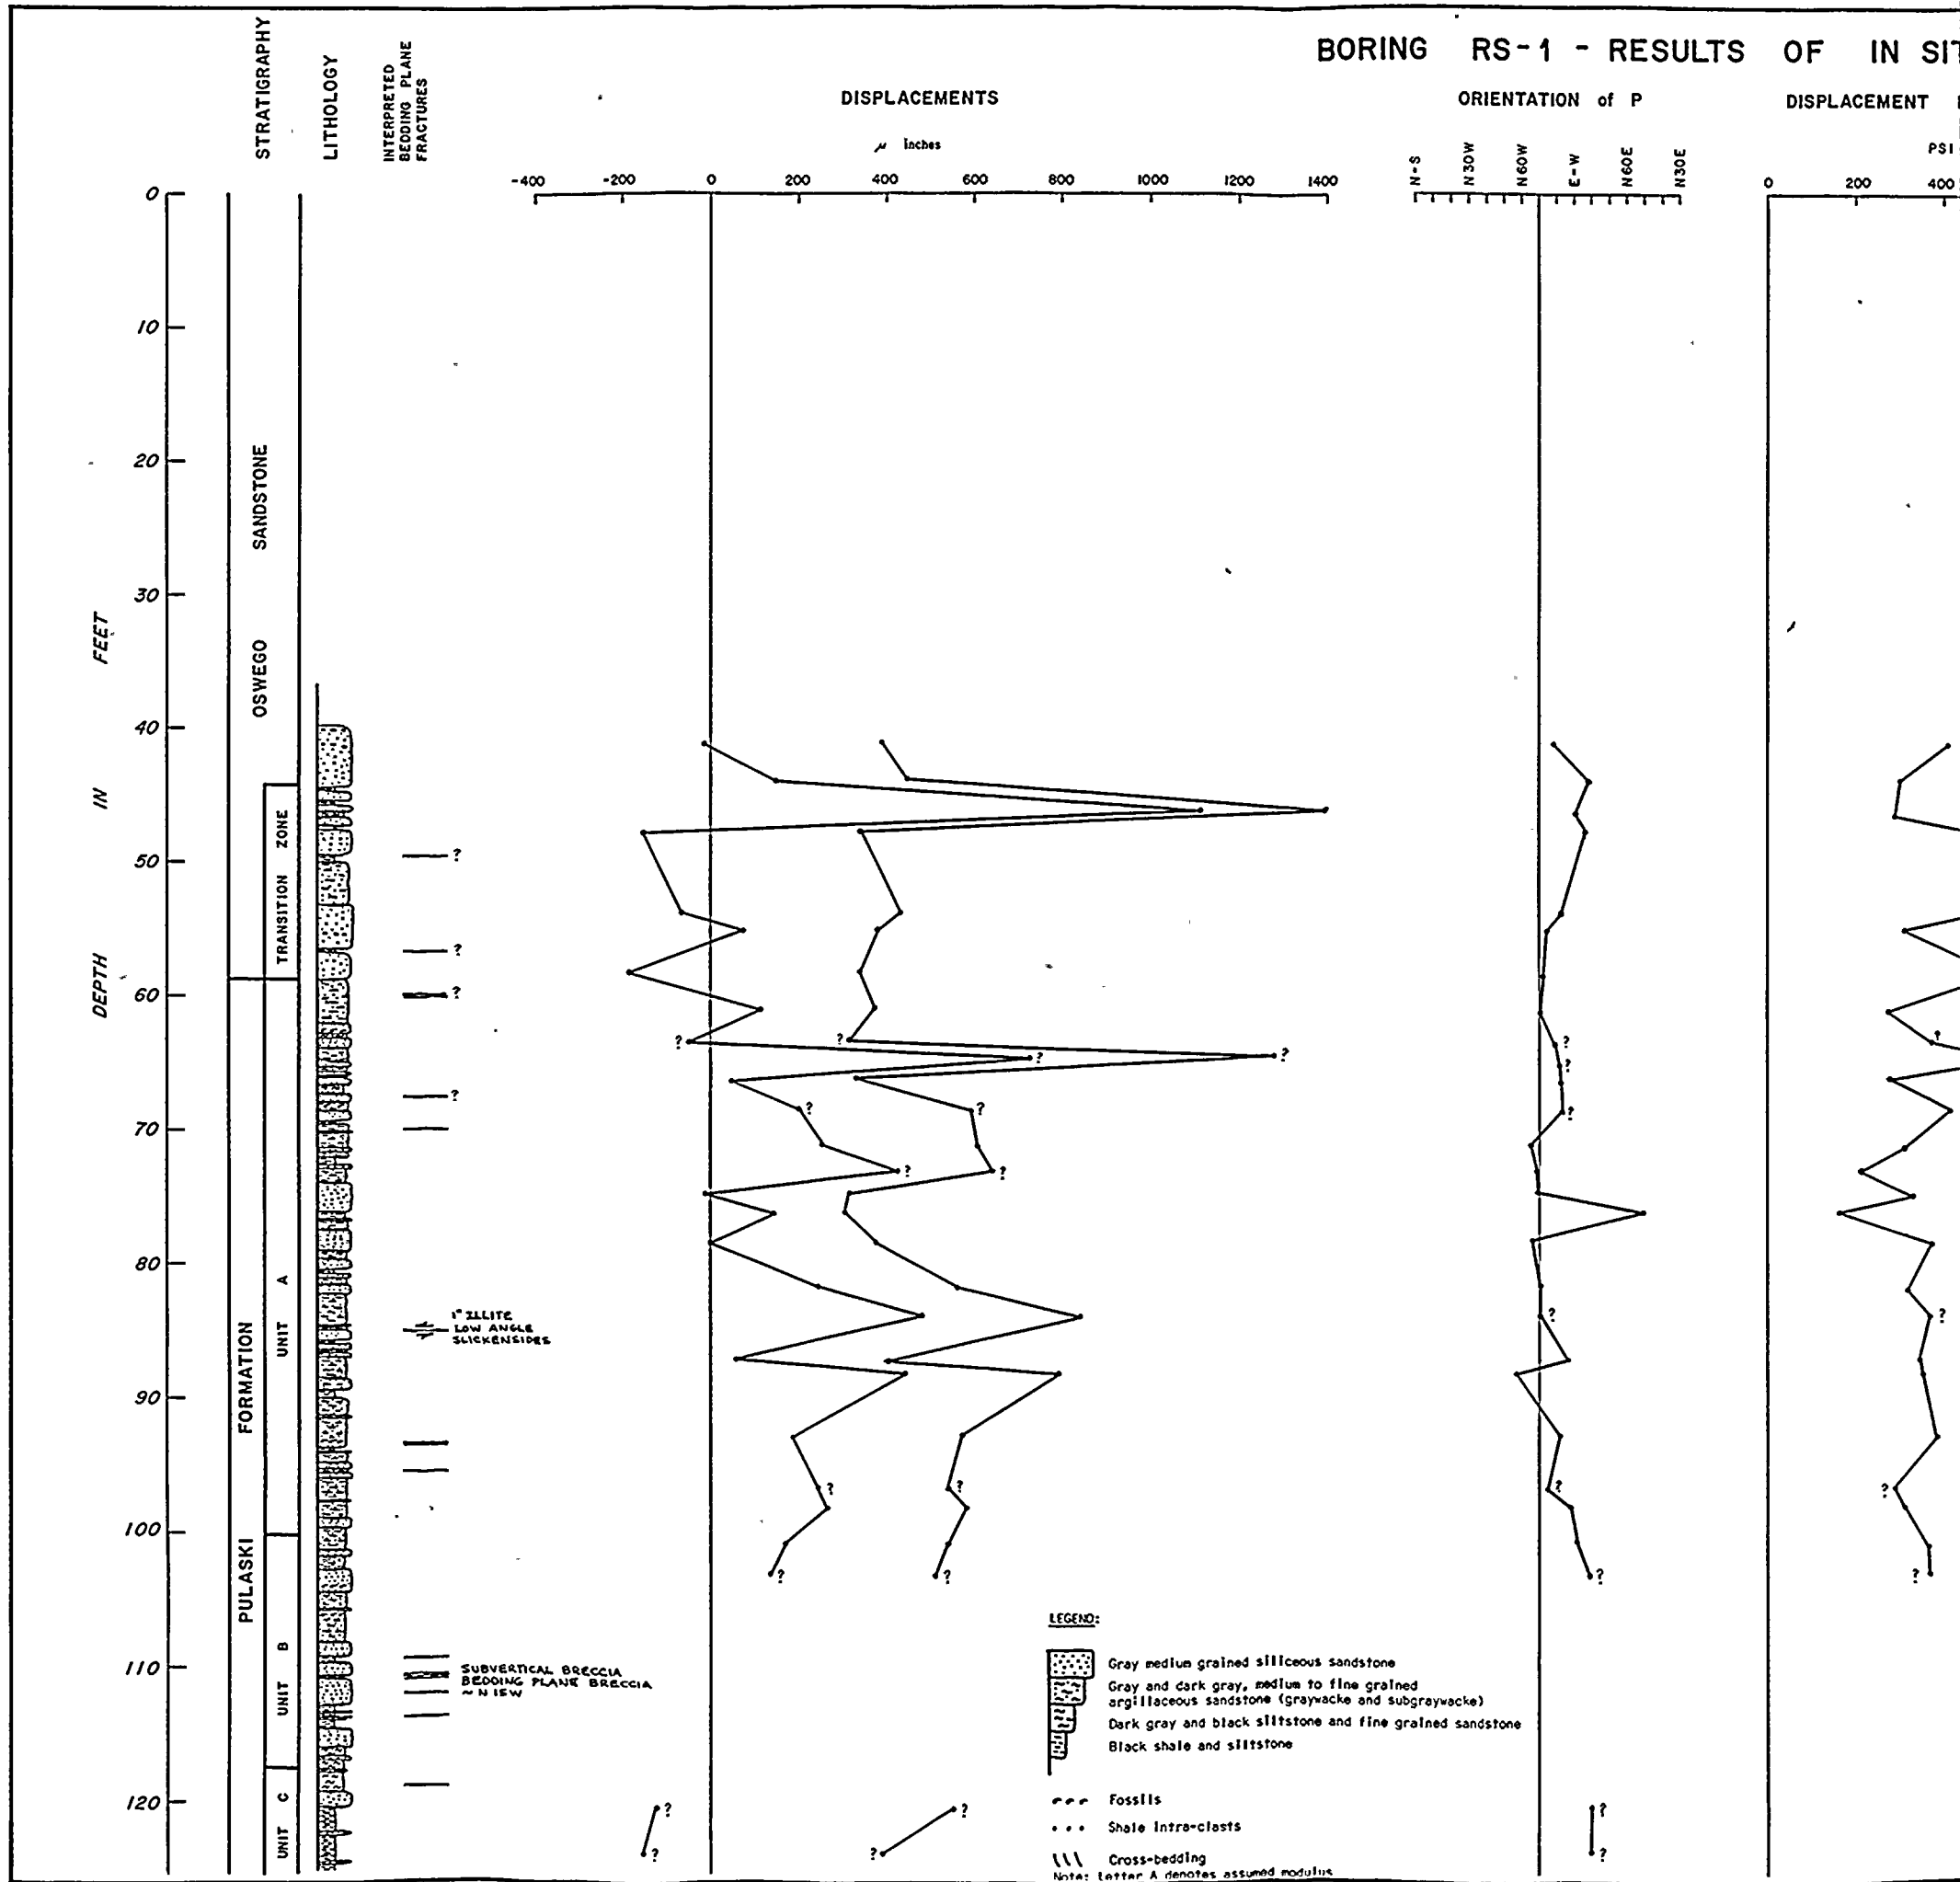 BORING RS-1 - RESULTS OF IN SIT
STRATIGRAPHY
LITHOLOGY
INTERPRETED
BEDDING PLANE
FRACTURES
DISPLACEMENTS
μ Inches
-400 -200 0 200 400 600 800 1000 1200 1400
ORIENTATION of P
N-S N30W N60W E-W N60E N30E
DISPLACEMENT
PSI
0 200 400
DEPTH IN FEET
0
10
20
30
40
50
60
70
80
90
100
110
120
OSWEGO SANDSTONE
TRANSITION ZONE
PULASKI FORMATION
UNIT A
UNIT B
UNIT C
?
?
?
?
1" ILLITE
LOW ANGLE
SLICKENSIDES
SUBVERTICAL BRECCIA
BEDDING PLANE BRECCIA
~ N 15W
? ? ?
? ? ?
? ? ?
? ?
? ?
? ? ? ?
? ? ? ?
? ? ?
? ? ?
LEGEND:
Gray medium grained siliceous sandstone
Gray and dark gray, medium to fine grained
argillaceous sandstone (graywacke and subgraywacke)
Dark gray and black siltstone and fine grained sandstone
Black shale and siltstone
Fossils
Shale Intra-clasts
Cross-bedding
Note: Letter A denotes assumed modulus